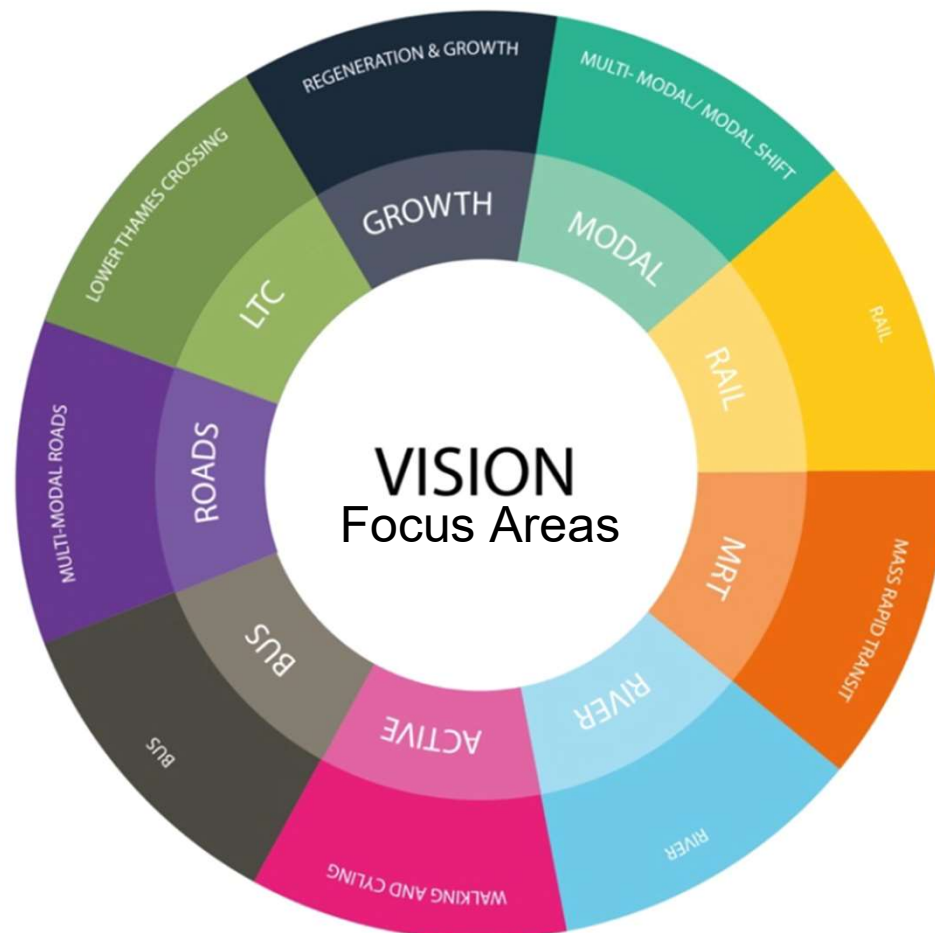 REGENERATION & GROWTH
GROWTH
MULTI- MODAL/ MODAL SHIFT
MODAL
RAIL
RAIL
MASS RAPID TRANSIT
MRT
RIVER
RIVER
WALKING AND CYLING
ACTIVE
BUS
BUS
MULTI-MODAL ROADS
ROADS
LOWER THAMES CROSSING
LTC
VISION
Focus Areas